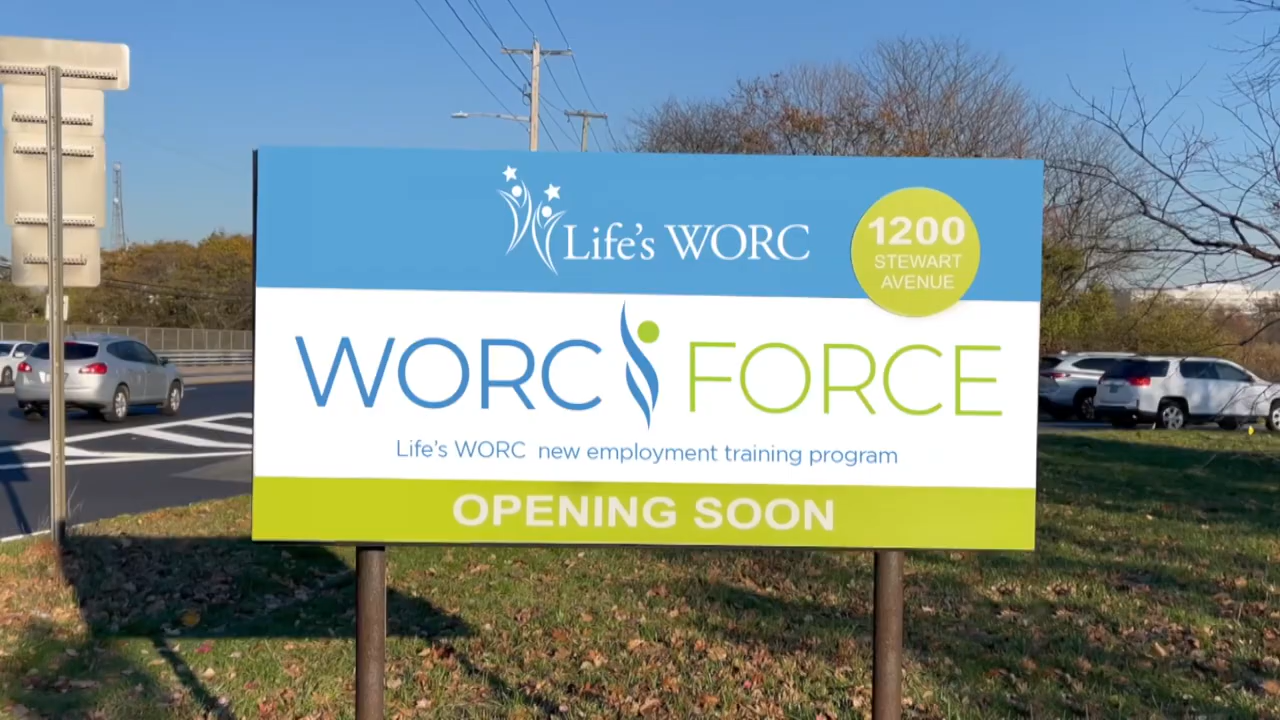 Life's WORC
1200
STEWART
AVENUE
WORC FORCE
Life's WORC new employment training program
OPENING SOON